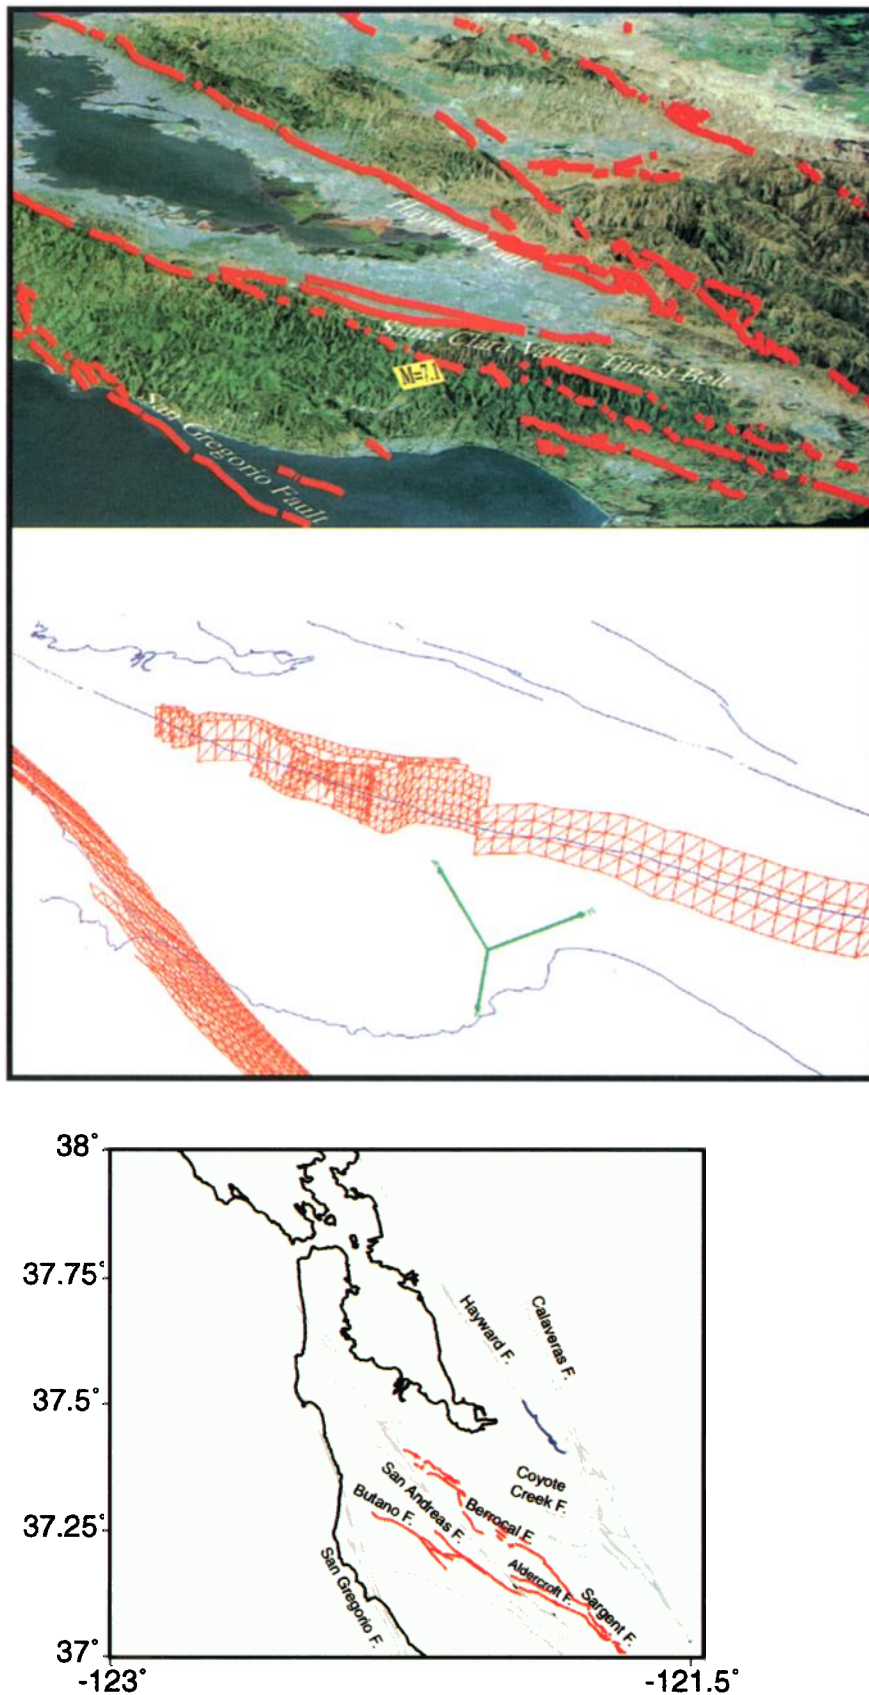 Hayward Fault
Santa Clara Valley Thrust Belt
M=7.1
San Gregorio Fault
38°
37.75°
37.5°
37.25°
37°
-123°
-121.5°
Hayward F.
Calaveras F.
Coyote
Creek F.
San Andreas F.
Berrocal F.
Butano F.
Aldercroft F.
Sargent F.
San Gregorio F.